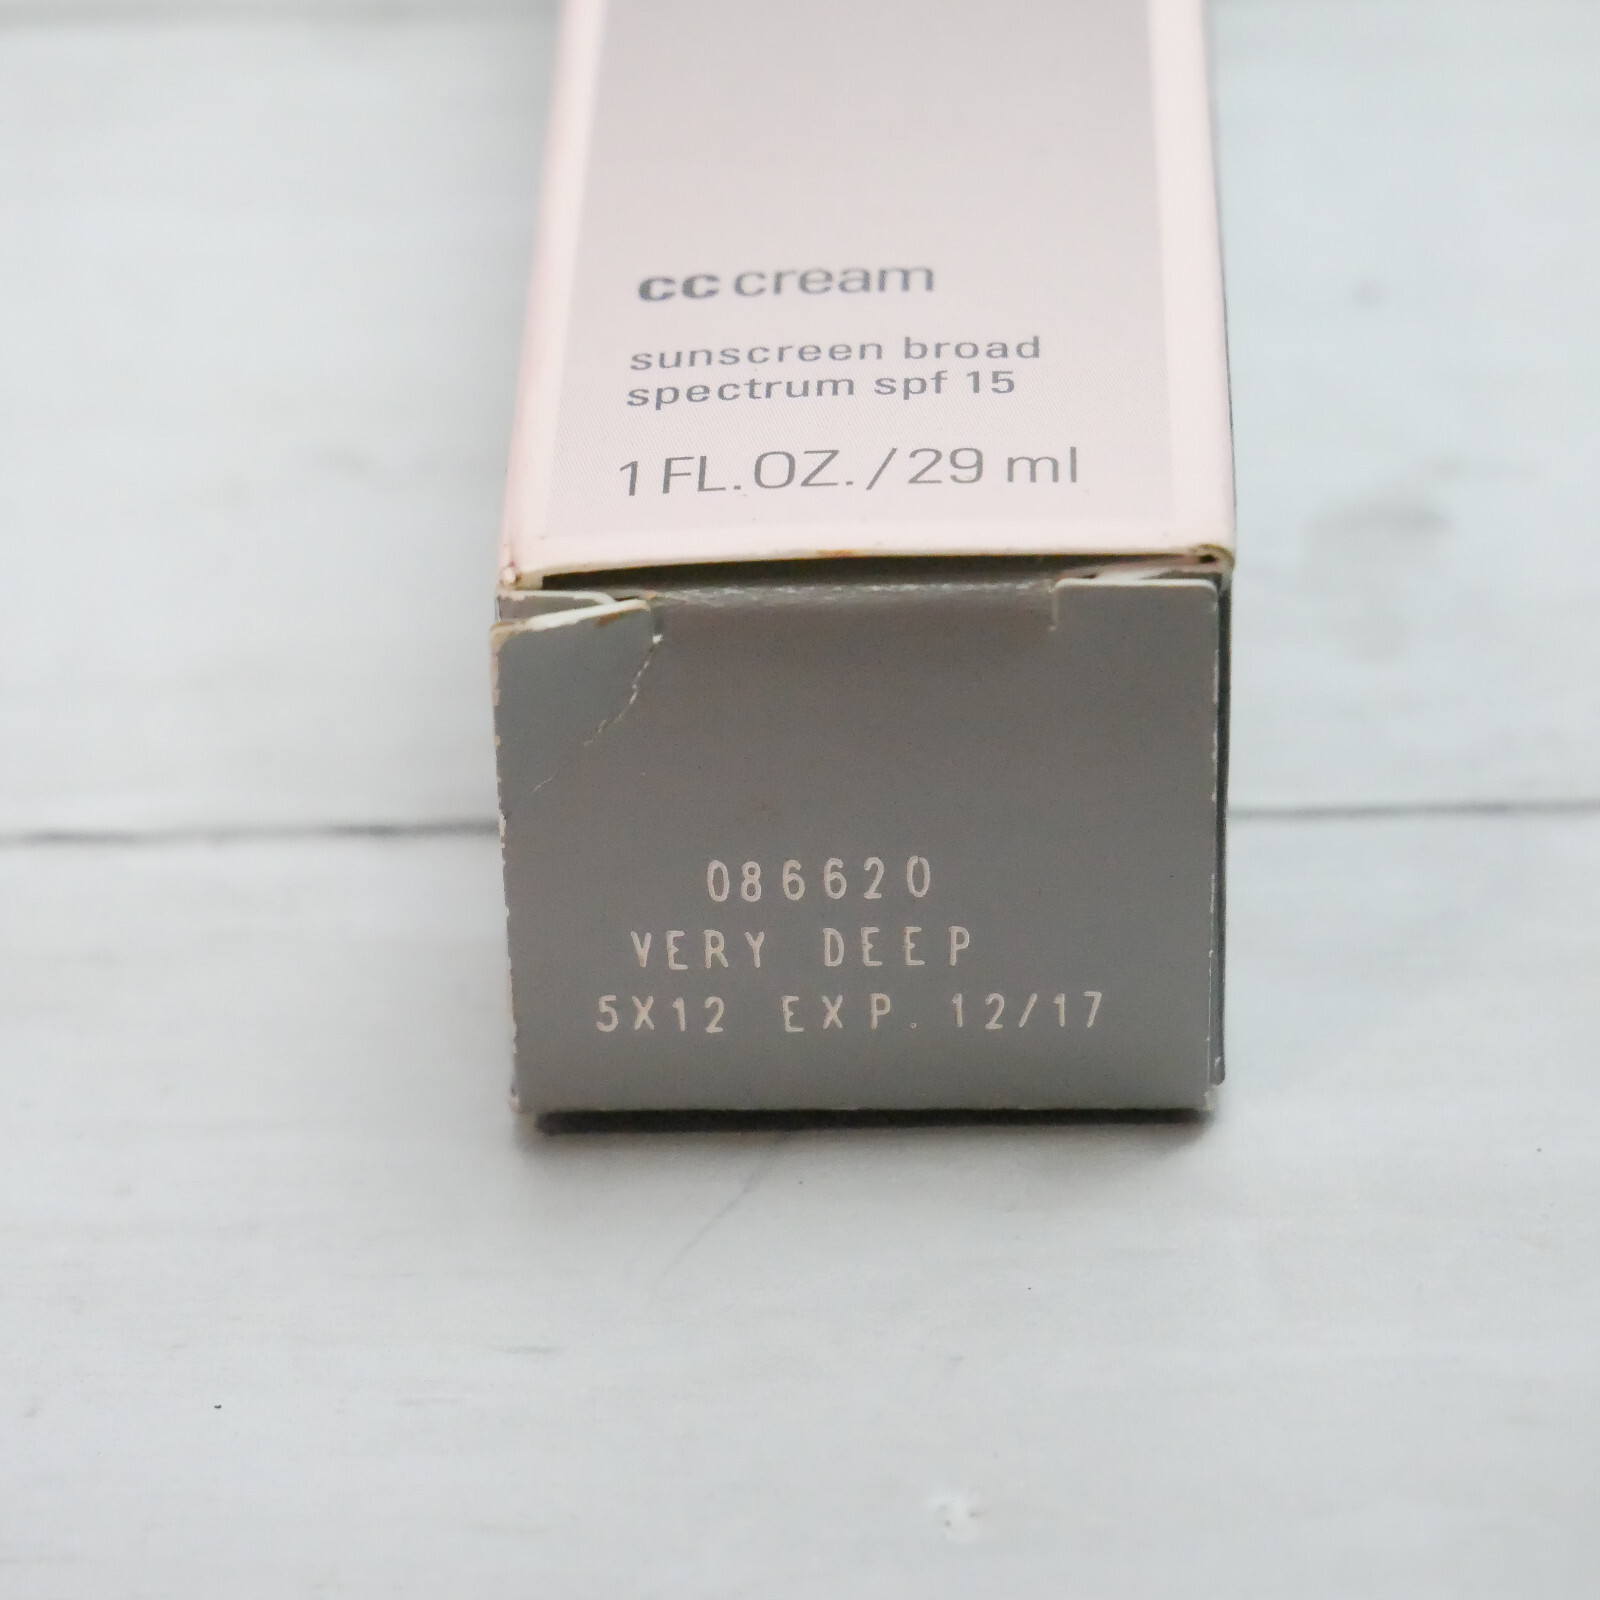 cc cream
sunscreen broad
spectrum spf 15
1 FL.OZ./29 ml
086620
VERY DEEP
5X12 EXP. 12/17